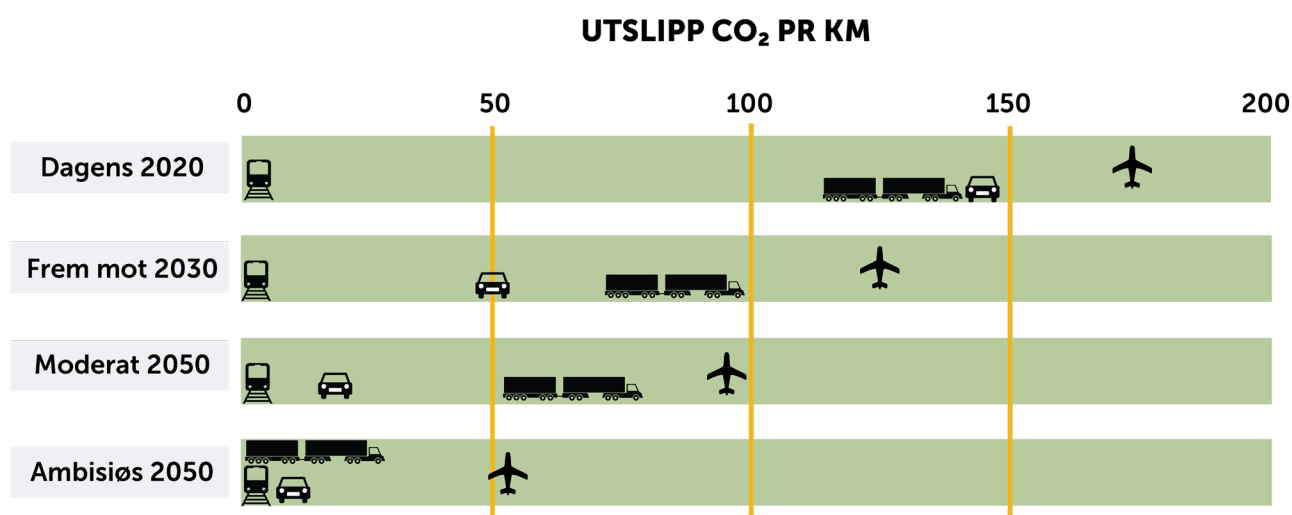 UTSLIPP CO₂ PR KM
0 50 100 150 200
Dagens 2020
Frem mot 2030
Moderat 2050
Ambisiøs 2050